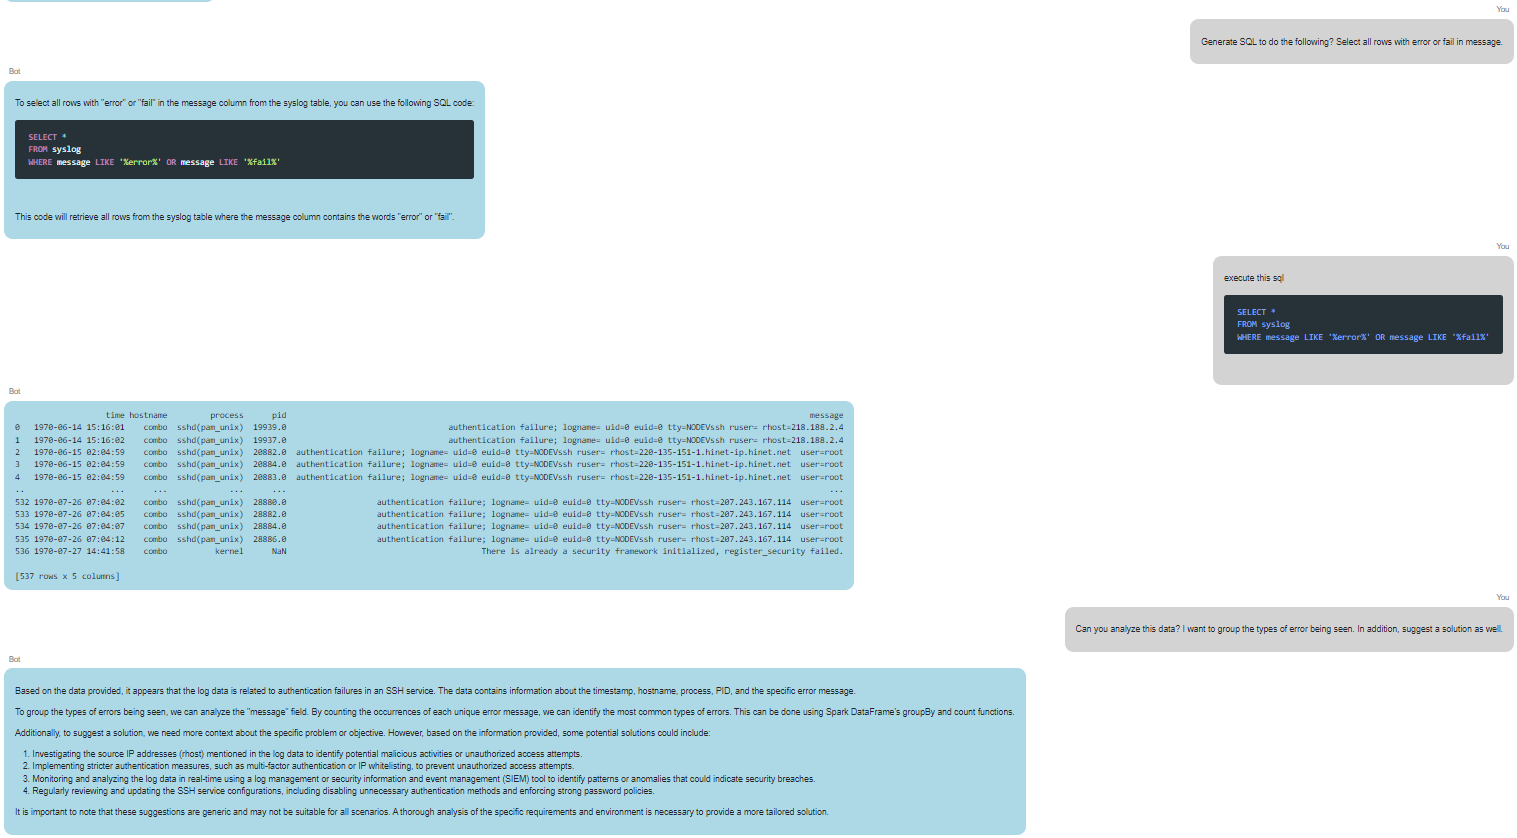 You
Generate SQL to do the following? Select all rows with error or fail in message.
Bot
To select all rows with "error" or "fail" in the message column from the syslog table, you can use the following SQL code:
SELECT *
FROM syslog
WHERE message LIKE '%error%' OR message LIKE '%fail%'
This code will retrieve all rows from the syslog table where the message column contains the words "error" or "fail".
You
execute this sql
SELECT *
FROM syslog
WHERE message LIKE '%error%' OR message LIKE '%fail%'
Bot
time hostname process pid message
0 1970-06-14 15:16:01 combo sshd(pam_unix) 19939.0 authentication failure; logname= uid=0 euid=0 tty=NODEVssh ruser= rhost=218.188.2.4
1 1970-06-14 15:16:02 combo sshd(pam_unix) 19937.0 authentication failure; logname= uid=0 euid=0 tty=NODEVssh ruser= rhost=218.188.2.4
2 1970-06-15 02:04:59 combo sshd(pam_unix) 20882.0 authentication failure; logname= uid=0 euid=0 tty=NODEVssh ruser= rhost=220-135-151-1.hinet-ip.hinet.net user=root
3 1970-06-15 02:04:59 combo sshd(pam_unix) 20884.0 authentication failure; logname= uid=0 euid=0 tty=NODEVssh ruser= rhost=220-135-151-1.hinet-ip.hinet.net user=root
4 1970-06-15 02:04:59 combo sshd(pam_unix) 20883.0 authentication failure; logname= uid=0 euid=0 tty=NODEVssh ruser= rhost=220-135-151-1.hinet-ip.hinet.net user=root
.. ... ... ... ... ...
532 1970-07-26 07:04:02 combo sshd(pam_unix) 28880.0 authentication failure; logname= uid=0 euid=0 tty=NODEVssh ruser= rhost=207.243.167.114 user=root
533 1970-07-26 07:04:05 combo sshd(pam_unix) 28882.0 authentication failure; logname= uid=0 euid=0 tty=NODEVssh ruser= rhost=207.243.167.114 user=root
534 1970-07-26 07:04:07 combo sshd(pam_unix) 28884.0 authentication failure; logname= uid=0 euid=0 tty=NODEVssh ruser= rhost=207.243.167.114 user=root
535 1970-07-26 07:04:12 combo sshd(pam_unix) 28886.0 authentication failure; logname= uid=0 euid=0 tty=NODEVssh ruser= rhost=207.243.167.114 user=root
536 1970-07-27 14:41:58 combo kernel NaN There is already a security framework initialized, register_security failed.
[537 rows x 5 columns]
You
Can you analyze this data? I want to group the types of error being seen. In addition, suggest a solution as well.
Bot
Based on the data provided, it appears that the log data is related to authentication failures in an SSH service. The data contains information about the timestamp, hostname, process, PID, and the specific error message.
To group the types of errors being seen, we can analyze the "message" field. By counting the occurrences of each unique error message, we can identify the most common types of errors. This can be done using Spark DataFrame's groupBy and count functions.
Additionally, to suggest a solution, we need more context about the specific problem or objective. However, based on the information provided, some potential solutions could include:
1. Investigating the source IP addresses (rhost) mentioned in the log data to identify potential malicious activities or unauthorized access attempts.
2. Implementing stricter authentication measures, such as multi-factor authentication or IP whitelisting, to prevent unauthorized access attempts.
3. Monitoring and analyzing the log data in real-time using a log management or security information and event management (SIEM) tool to identify patterns or anomalies that could indicate security breaches.
4. Regularly reviewing and updating the SSH service configurations, including disabling unnecessary authentication methods and enforcing strong password policies.
It is important to note that these suggestions are generic and may not be suitable for all scenarios. A thorough analysis of the specific requirements and environment is necessary to provide a more tailored solution.